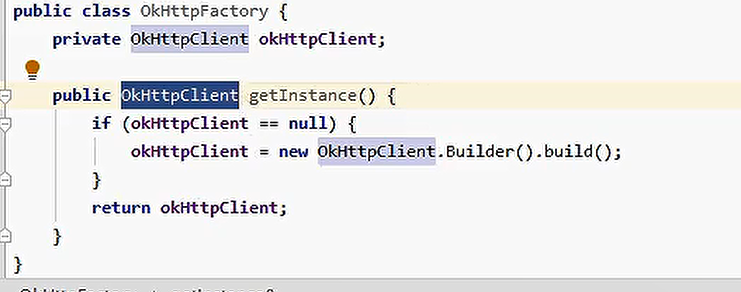 public class OkHttpFactory {
private OkHttpClient okHttpClient;
public OkHttpClient getInstance() {
if (okHttpClient == null) {
okHttpClient = new OkHttpClient.Builder().build();
}
return okHttpClient;
}
}